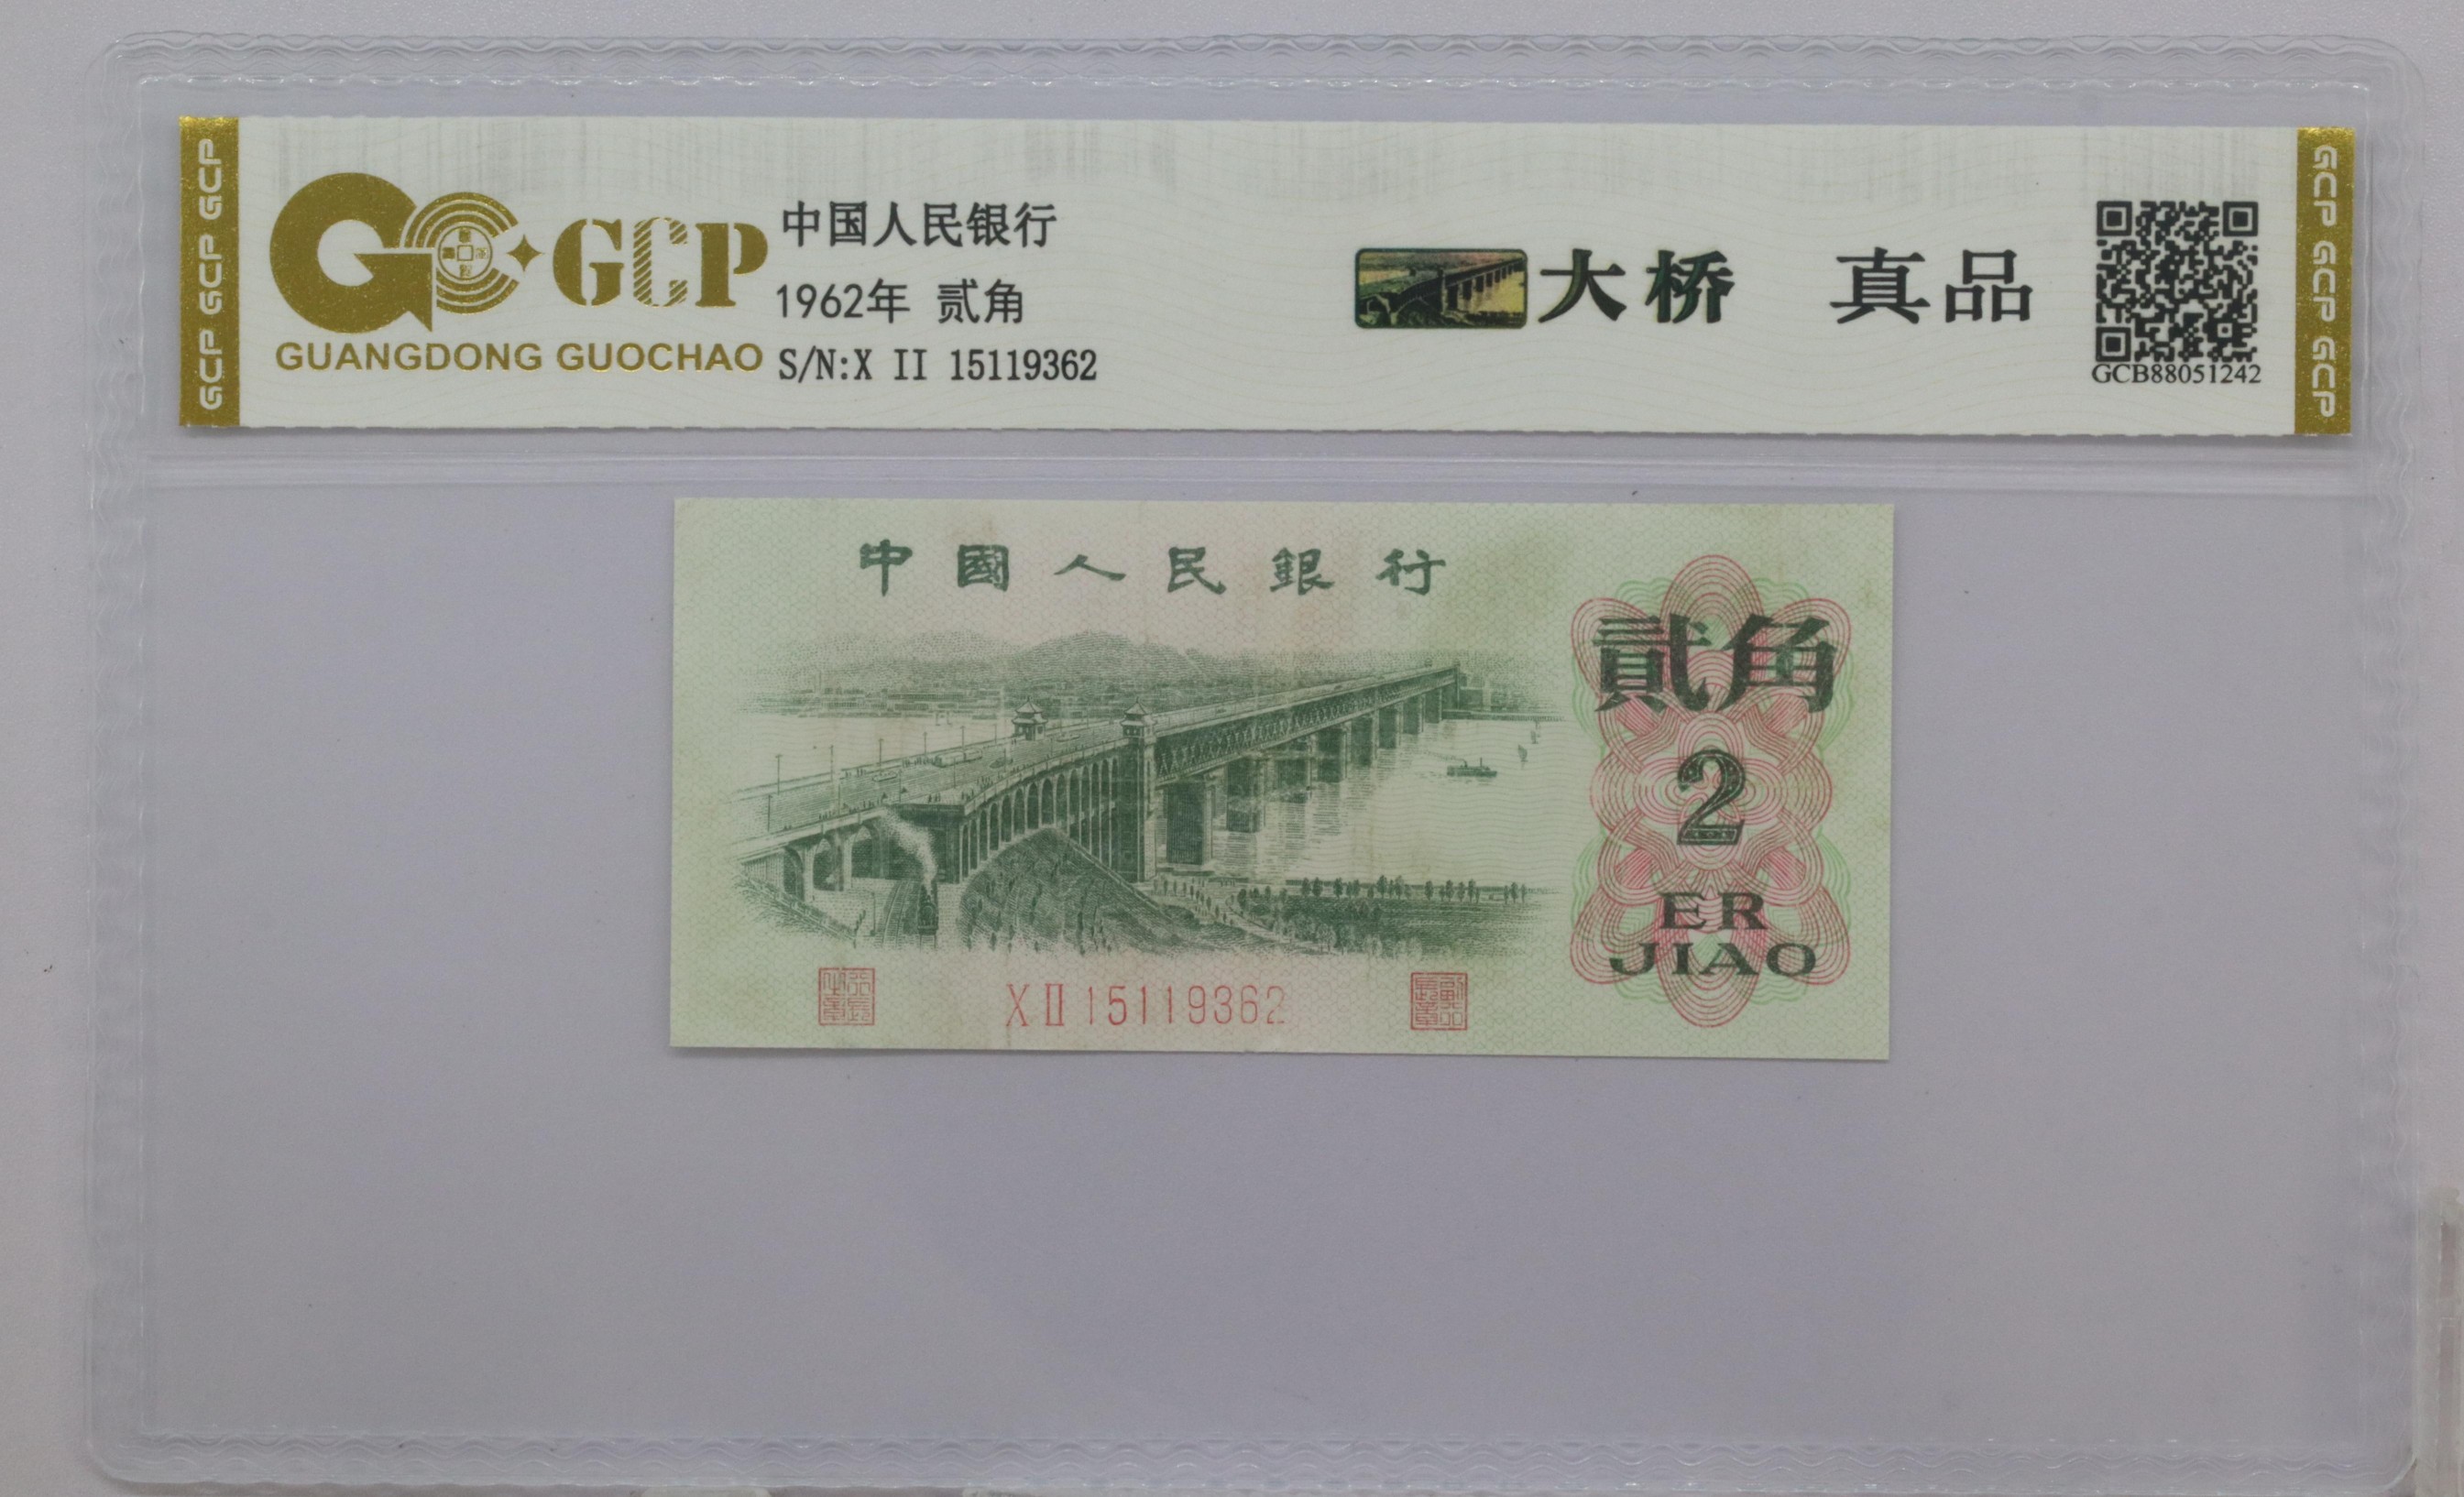 GCP GCP GCP
GCP
GUANGDONG GUOCHAO
中国人民银行
1962年 贰角
S/N:X II 15119362
大桥 真品
GCB88051242
GCP GCP GCP
中國人民銀行
貳角
2
ER
JIAO
X II 15119362